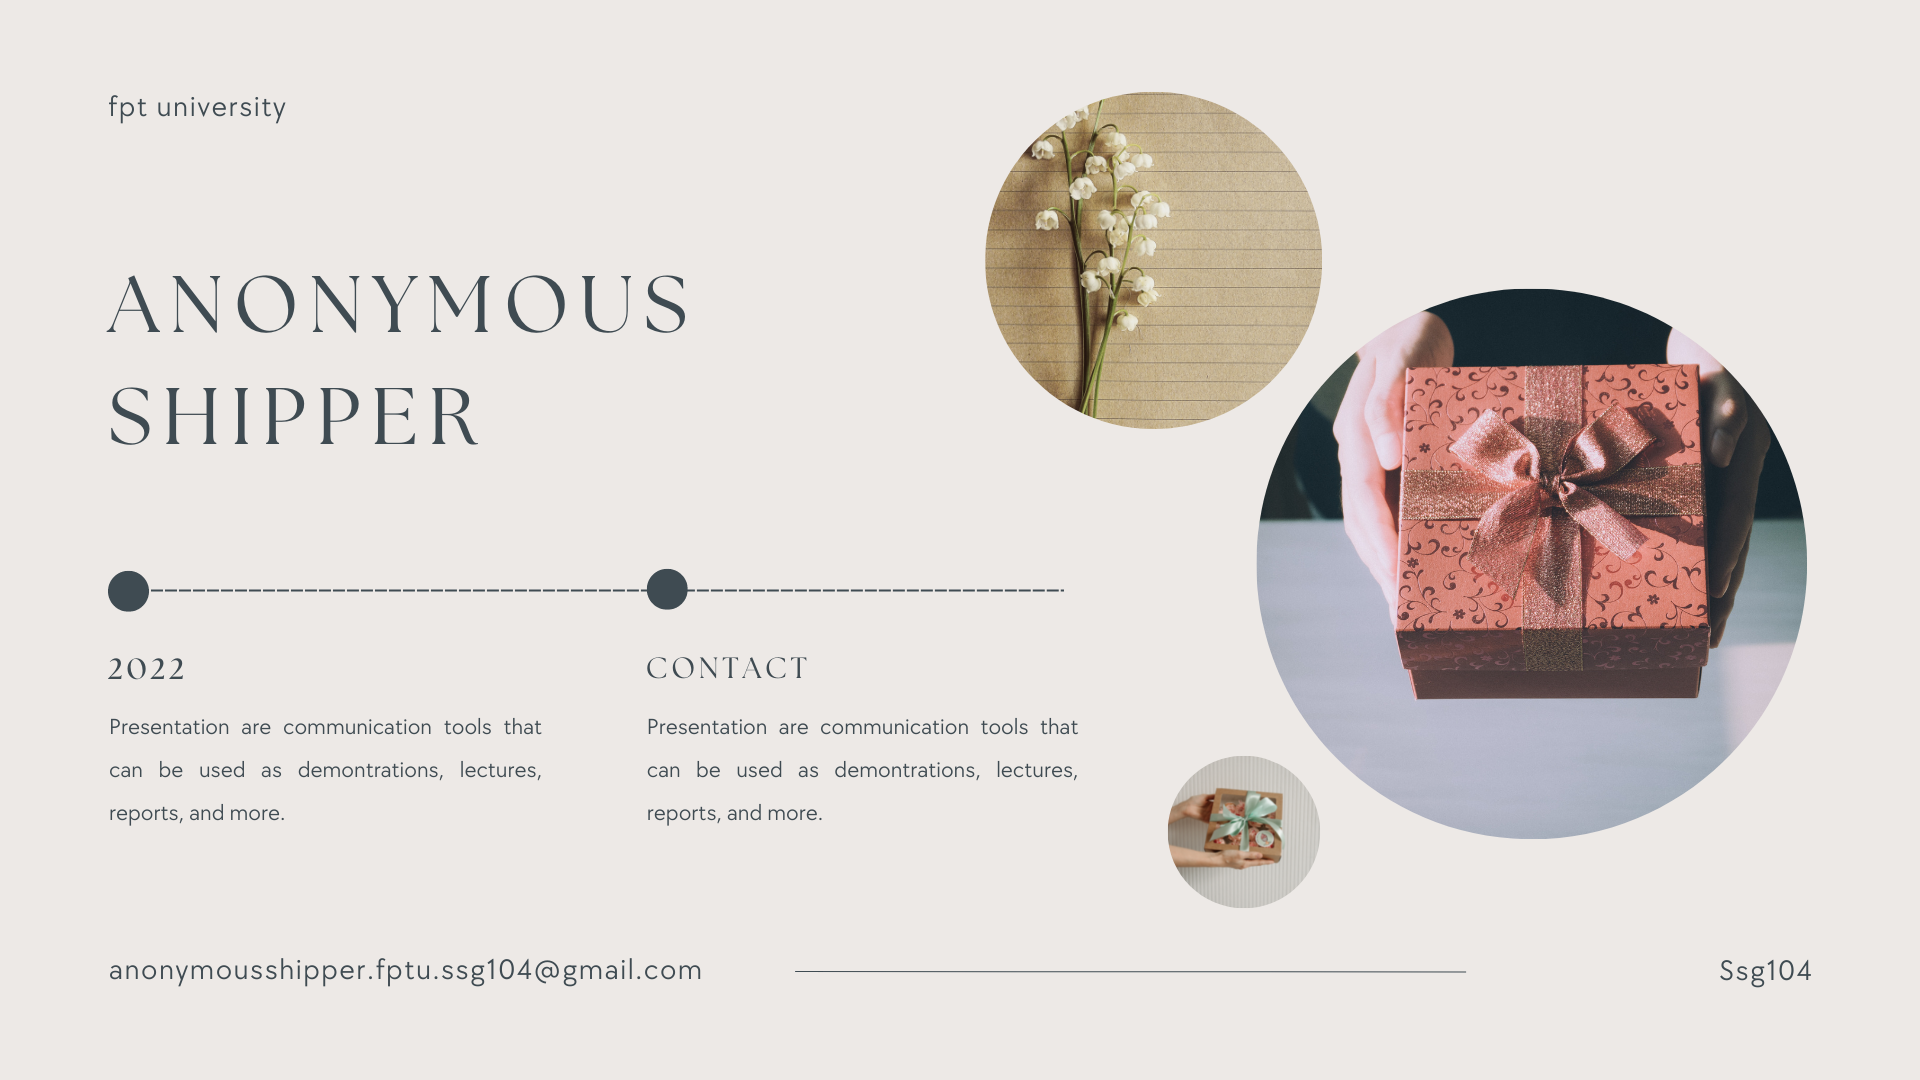 fpt university
ANONYMOUS
SHIPPER
2022
Presentation are communication tools that
can be used as demontrations, lectures,
reports, and more.
CONTACT
Presentation are communication tools that
can be used as demontrations, lectures,
reports, and more.
anonymousshipper.fptu.ssg104@gmail.com
Ssg104